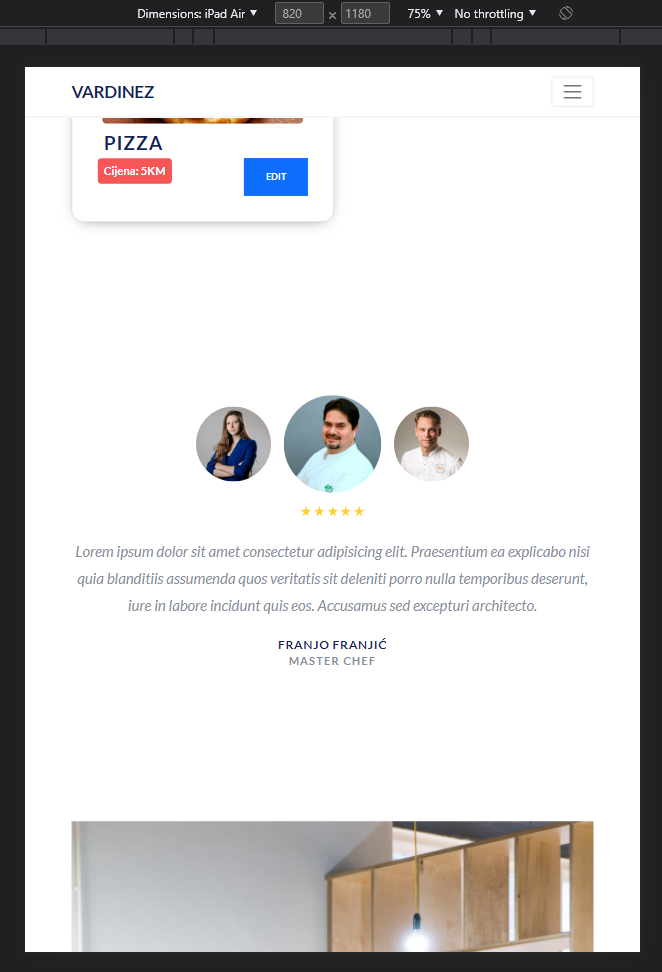 Dimensions: iPad Air ▼ 820 × 1180 75% ▼ No throttling ▼
VARDINEZ
PIZZA
Cijena: 5KM
EDIT
★★★★★
Lorem ipsum dolor sit amet consectetur adipisicing elit. Praesentium ea explicabo nisi
quia blanditiis assumenda quos veritatis sit deleniti porro nulla temporibus deserunt,
iure in labore incidunt quis eos. Accusamus sed excepturi architecto.
FRANJO FRANJIĆ
MASTER CHEF